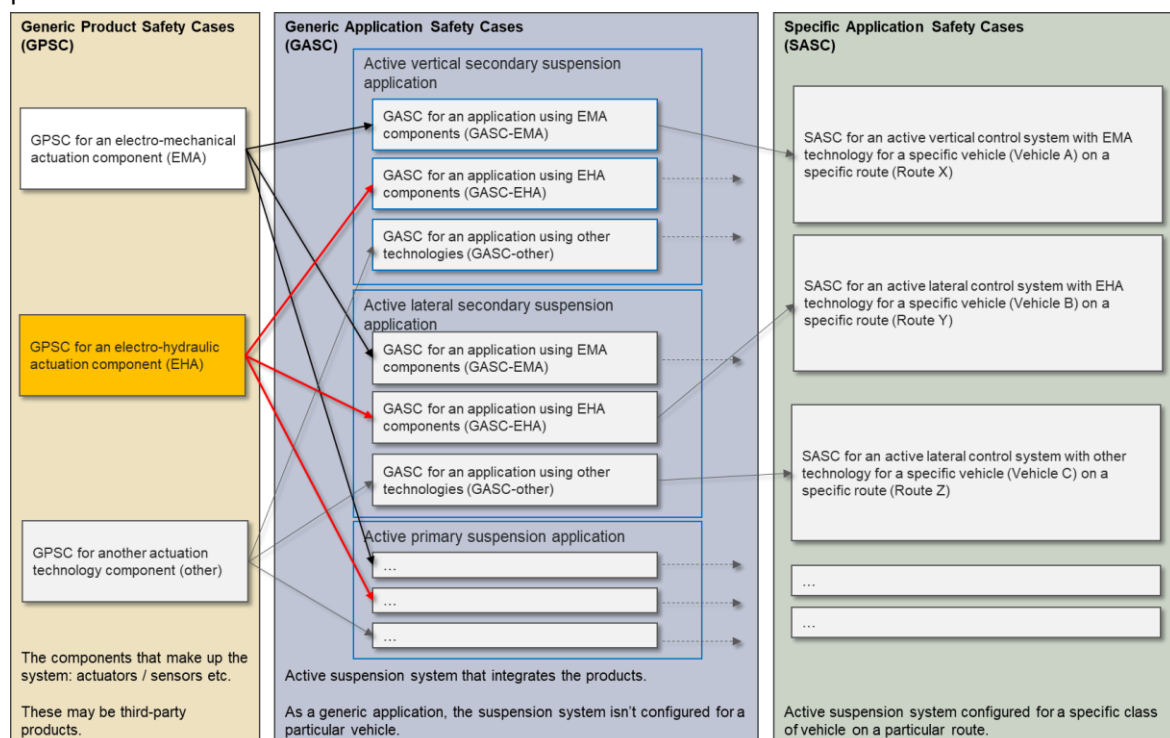 Generic Product Safety Cases
(GPSC)
GPSC for an electro-mechanical
actuation component (EMA)
GPSC for an electro-hydraulic
actuation component (EHA)
GPSC for another actuation
technology component (other)
The components that make up the
system: actuators / sensors etc.
These may be third-party
products.
Generic Application Safety Cases
(GASC)
Active vertical secondary suspension
application
GASC for an application using EMA
components (GASC-EMA)
GASC for an application using EHA
components (GASC-EHA)
GASC for an application using other
technologies (GASC-other)
Active lateral secondary suspension
application
GASC for an application using EMA
components (GASC-EMA)
GASC for an application using EHA
components (GASC-EHA)
GASC for an application using other
technologies (GASC-other)
Active primary suspension application
...
...
...
Active suspension system that integrates the products.
As a generic application, the suspension system isn't configured for a
particular vehicle.
Specific Application Safety Cases
(SASC)
SASC for an active vertical control system with EMA
technology for a specific vehicle (Vehicle A) on a
specific route (Route X)
SASC for an active lateral control system with EHA
technology for a specific vehicle (Vehicle B) on a
specific route (Route Y)
SASC for an active lateral control system with other
technology for a specific vehicle (Vehicle C) on a
specific route (Route Z)
...
...
Active suspension system configured for a specific class
of vehicle on a particular route.